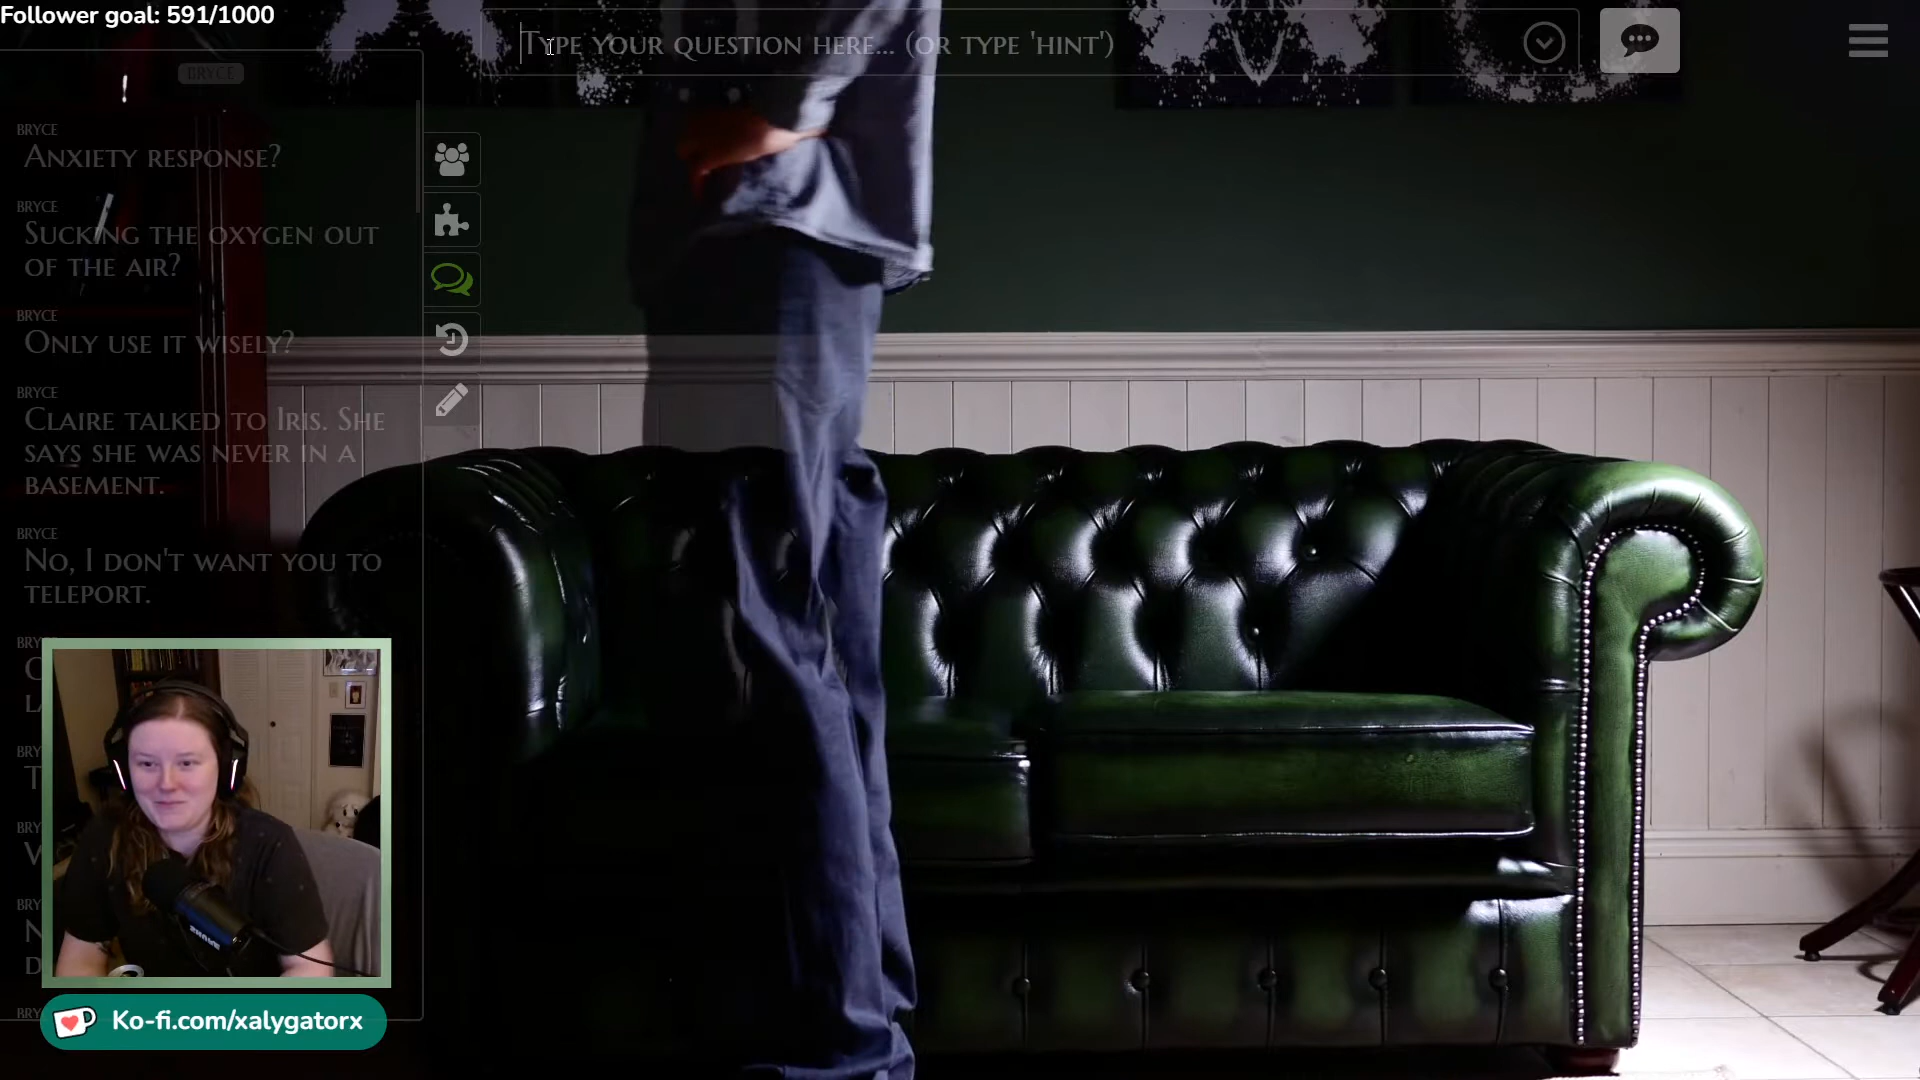 Follower goal: 591/1000
Type your question here... (or type 'hint')
BRYCE
BRYCE
Anxiety response?
BRYCE
Sucking the oxygen out
of the air?
BRYCE
Only use it wisely?
BRYCE
Claire talked to Iris. She
says she was never in a
basement.
BRYCE
No, I don't want you to
teleport.
Ko-fi.com/xalygatorx